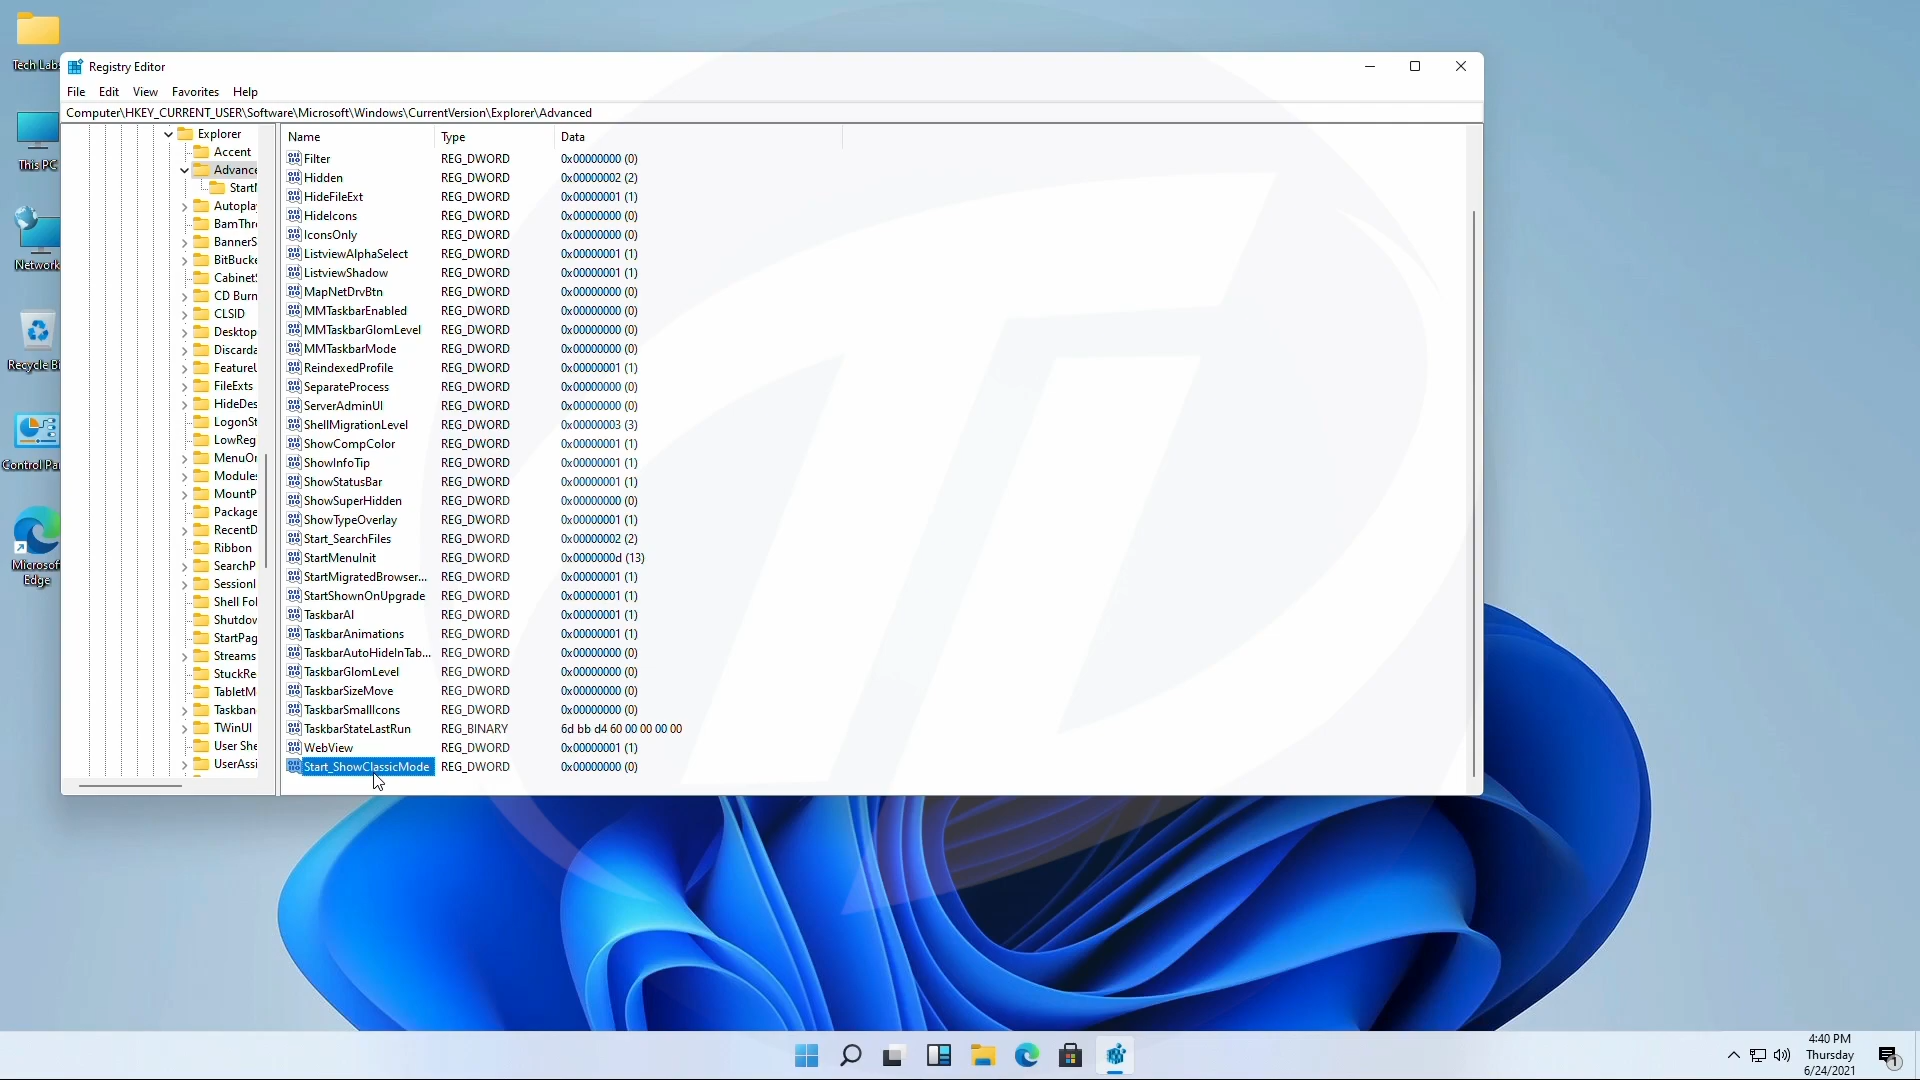 Tech Labs
This PC
Network
Recycle Bi
Control Pa
Microsof
Edge
Registry Editor
File Edit View Favorites Help
Computer\HKEY_CURRENT_USER\Software\Microsoft\Windows\CurrentVersion\Explorer\Advanced
Explorer
Accent
Advance
StartM
Autoplay
BamThro
BannerS
BitBucke
CabinetS
CD Burn
CLSID
Desktop
Discarda
FeatureU
FileExts
HideDes
LogonSt
LowReg
MenuOr
Modules
MountP
Package
RecentD
Ribbon
SearchP
SessionI
Shell Fol
Shutdow
StartPag
Streams
StuckRe
TabletM
Taskban
TWinUI
User She
UserAssi
Name Type Data
Filter REG_DWORD 0x00000000 (0)
Hidden REG_DWORD 0x00000002 (2)
HideFileExt REG_DWORD 0x00000001 (1)
HideIcons REG_DWORD 0x00000000 (0)
IconsOnly REG_DWORD 0x00000000 (0)
ListviewAlphaSelect REG_DWORD 0x00000001 (1)
ListviewShadow REG_DWORD 0x00000001 (1)
MapNetDrvBtn REG_DWORD 0x00000000 (0)
MMTaskbarEnabled REG_DWORD 0x00000000 (0)
MMTaskbarGlomLevel REG_DWORD 0x00000000 (0)
MMTaskbarMode REG_DWORD 0x00000000 (0)
ReindexedProfile REG_DWORD 0x00000001 (1)
SeparateProcess REG_DWORD 0x00000000 (0)
ServerAdminUI REG_DWORD 0x00000000 (0)
ShellMigrationLevel REG_DWORD 0x00000003 (3)
ShowCompColor REG_DWORD 0x00000001 (1)
ShowInfoTip REG_DWORD 0x00000001 (1)
ShowStatusBar REG_DWORD 0x00000001 (1)
ShowSuperHidden REG_DWORD 0x00000000 (0)
ShowTypeOverlay REG_DWORD 0x00000001 (1)
Start_SearchFiles REG_DWORD 0x00000002 (2)
StartMenuInit REG_DWORD 0x0000000d (13)
StartMigratedBrowser... REG_DWORD 0x00000001 (1)
StartShownOnUpgrade REG_DWORD 0x00000001 (1)
TaskbarAl REG_DWORD 0x00000001 (1)
TaskbarAnimations REG_DWORD 0x00000001 (1)
TaskbarAutoHideInTab... REG_DWORD 0x00000000 (0)
TaskbarGlomLevel REG_DWORD 0x00000000 (0)
TaskbarSizeMove REG_DWORD 0x00000000 (0)
TaskbarSmallIcons REG_DWORD 0x00000000 (0)
TaskbarStateLastRun REG_BINARY 6d bb d4 60 00 00 00 00
WebView REG_DWORD 0x00000001 (1)
Start_ShowClassicMode REG_DWORD 0x00000000 (0)
4:40 PM
Thursday
6/24/2021
1